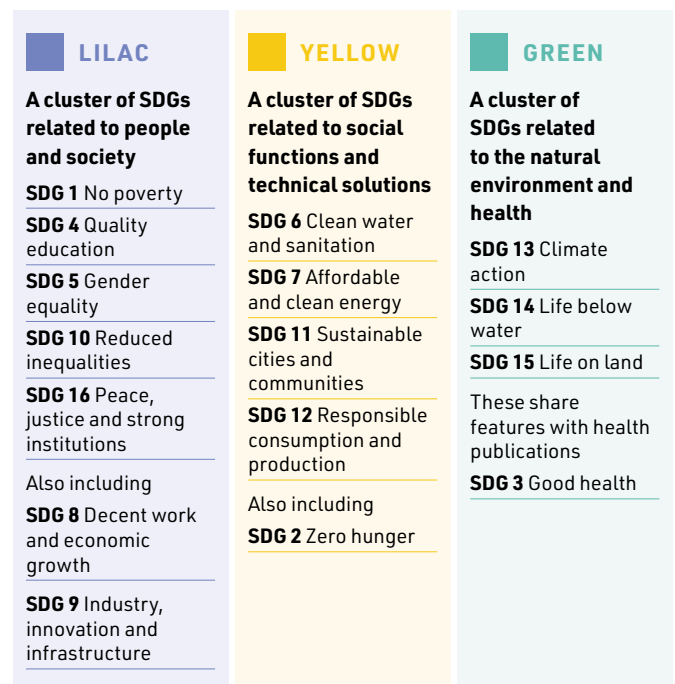 LILAC
A cluster of SDGs
related to people
and society
SDG 1 No poverty
SDG 4 Quality
education
SDG 5 Gender
equality
SDG 10 Reduced
inequalities
SDG 16 Peace,
justice and strong
institutions
Also including
SDG 8 Decent work
and economic
growth
SDG 9 Industry,
innovation and
infrastructure
YELLOW
A cluster of SDGs
related to social
functions and
technical solutions
SDG 6 Clean water
and sanitation
SDG 7 Affordable
and clean energy
SDG 11 Sustainable
cities and
communities
SDG 12 Responsible
consumption and
production
Also including
SDG 2 Zero hunger
GREEN
A cluster of
SDGs related
to the natural
environment and
health
SDG 13 Climate
action
SDG 14 Life below
water
SDG 15 Life on land
These share
features with health
publications
SDG 3 Good health